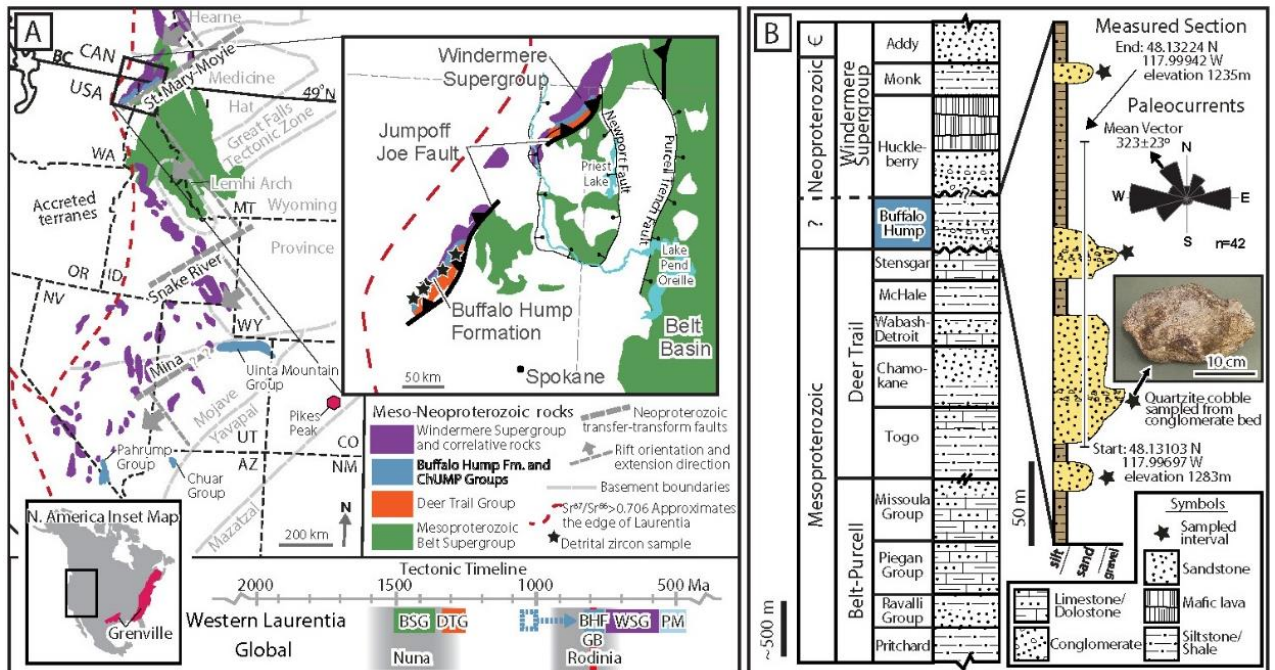 A
Hearne
CAN
BC
USA
St. Mary-Moyie
Medicine
Hat
49°N
Great Falls
Tectonic Zone
WA
Lemhi Arch
Accreted
terranes
MT
Wyoming
Province
OR
ID
Snake River
NV
WY
Mina
? ?
Uinta Mountain
Group
Mojave
Yavapai
Pikes
Peak
Pahrump
Group
UT
CO
AZ
NM
Chuar
Group
Mazatzal
200 km
N
N. America Inset Map
Grenville
Windermere
Supergroup
Jumpoff
Joe Fault
Newport Fault
Priest
Lake
Purcell Trench Fault
Lake
Pend
Oreille
Buffalo Hump
Formation
Belt
Basin
50 km
Spokane
Meso-Neoproterozoic rocks
Windermere Supergroup
and correlative rocks
Buffalo Hump Fm. and
ChUMP Groups
Deer Trail Group
Mesoproterozoic
Belt Supergroup
Neoproterozoic
transfer-transform faults
Rift orientation and
extension direction
Basement boundaries
Sr87/Sr86>0.706 Approximates
the edge of Laurentia
Detrital zircon sample
Tectonic Timeline
2000
1500
1000
500 Ma
Western Laurentia
BSG
DTG
BHF
WSG
PM
Global
GB
Nuna
Rodinia
B
Є
Neoproterozoic
?
Mesoproterozoic
Windermere
Supergroup
Deer Trail
Belt-Purcell
Addy
Monk
Huckle-
berry
?
Buffalo
Hump
Stensgar
McHale
Wabash-
Detroit
Chamo-
kane
Togo
Missoula
Group
Piegan
Group
Ravalli
Group
Pritchard
~500 m
Measured Section
End: 48.13224 N
117.99942 W
elevation 1235m
Paleocurrents
Mean Vector
323±23°
N
W
E
S
n=42
10 cm
Quartzite cobble
sampled from
conglomerate bed
Start: 48.13103 N
117.99697 W
elevation 1283m
50 m
silt
sand
gravel
Symbols
Sampled
interval
Sandstone
Limestone/
Dolostone
Mafic lava
Conglomerate
Siltstone/
Shale